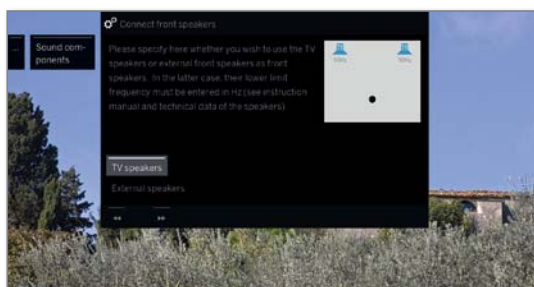 Connect front speakers
...
Sound com-
ponents
Please specify here whether you wish to use the TV
speakers or external front speakers as front
speakers. In the latter case, their lower limit
frequency must be entered in Hz (see instruction
manual and technical data of the speakers).
TV speakers
External speakers